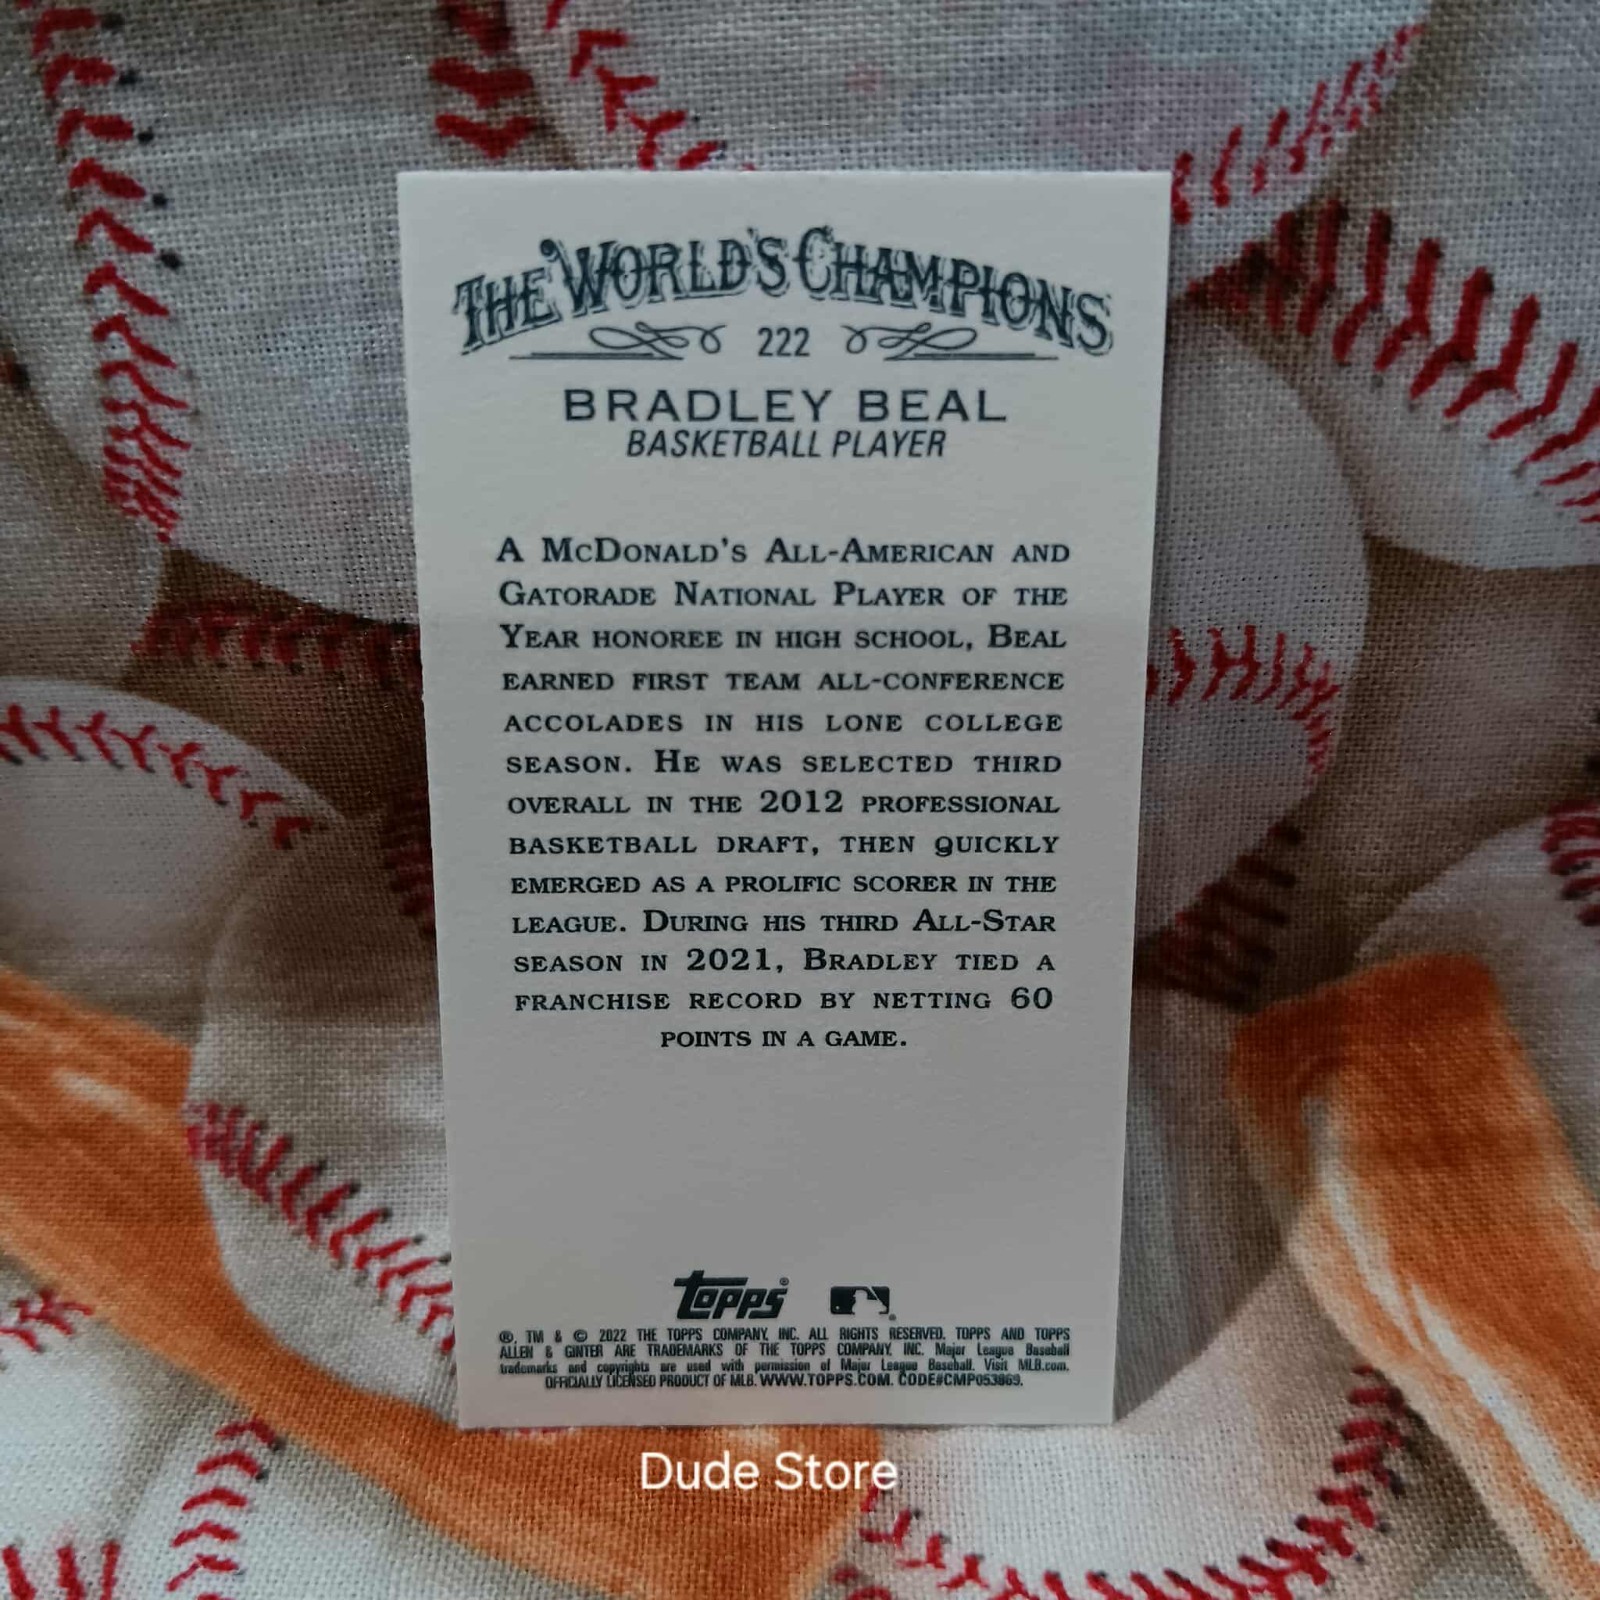 THE WORLD'S CHAMPIONS
222
BRADLEY BEAL
BASKETBALL PLAYER
A McDONALD'S ALL-AMERICAN AND
GATORADE NATIONAL PLAYER OF THE
YEAR HONOREE IN HIGH SCHOOL, BEAL
EARNED FIRST TEAM ALL-CONFERENCE
ACCOLADES IN HIS LONE COLLEGE
SEASON. HE WAS SELECTED THIRD
OVERALL IN THE 2012 PROFESSIONAL
BASKETBALL DRAFT, THEN QUICKLY
EMERGED AS A PROLIFIC SCORER IN THE
LEAGUE. DURING HIS THIRD ALL-STAR
SEASON IN 2021, BRADLEY TIED A
FRANCHISE RECORD BY NETTING 60
POINTS IN A GAME.
Topps®
®, TM & © 2022 THE TOPPS COMPANY, INC. ALL RIGHTS RESERVED. TOPPS AND TOPPS
ALLEN & GINTER ARE TRADEMARKS OF THE TOPPS COMPANY, INC. Major League Baseball
trademarks and copyrights are used with permission of Major League Baseball. Visit MLB.com.
OFFICIALLY LICENSED PRODUCT OF MLB. WWW.TOPPS.COM. CODE#CMP053869.
Dude Store